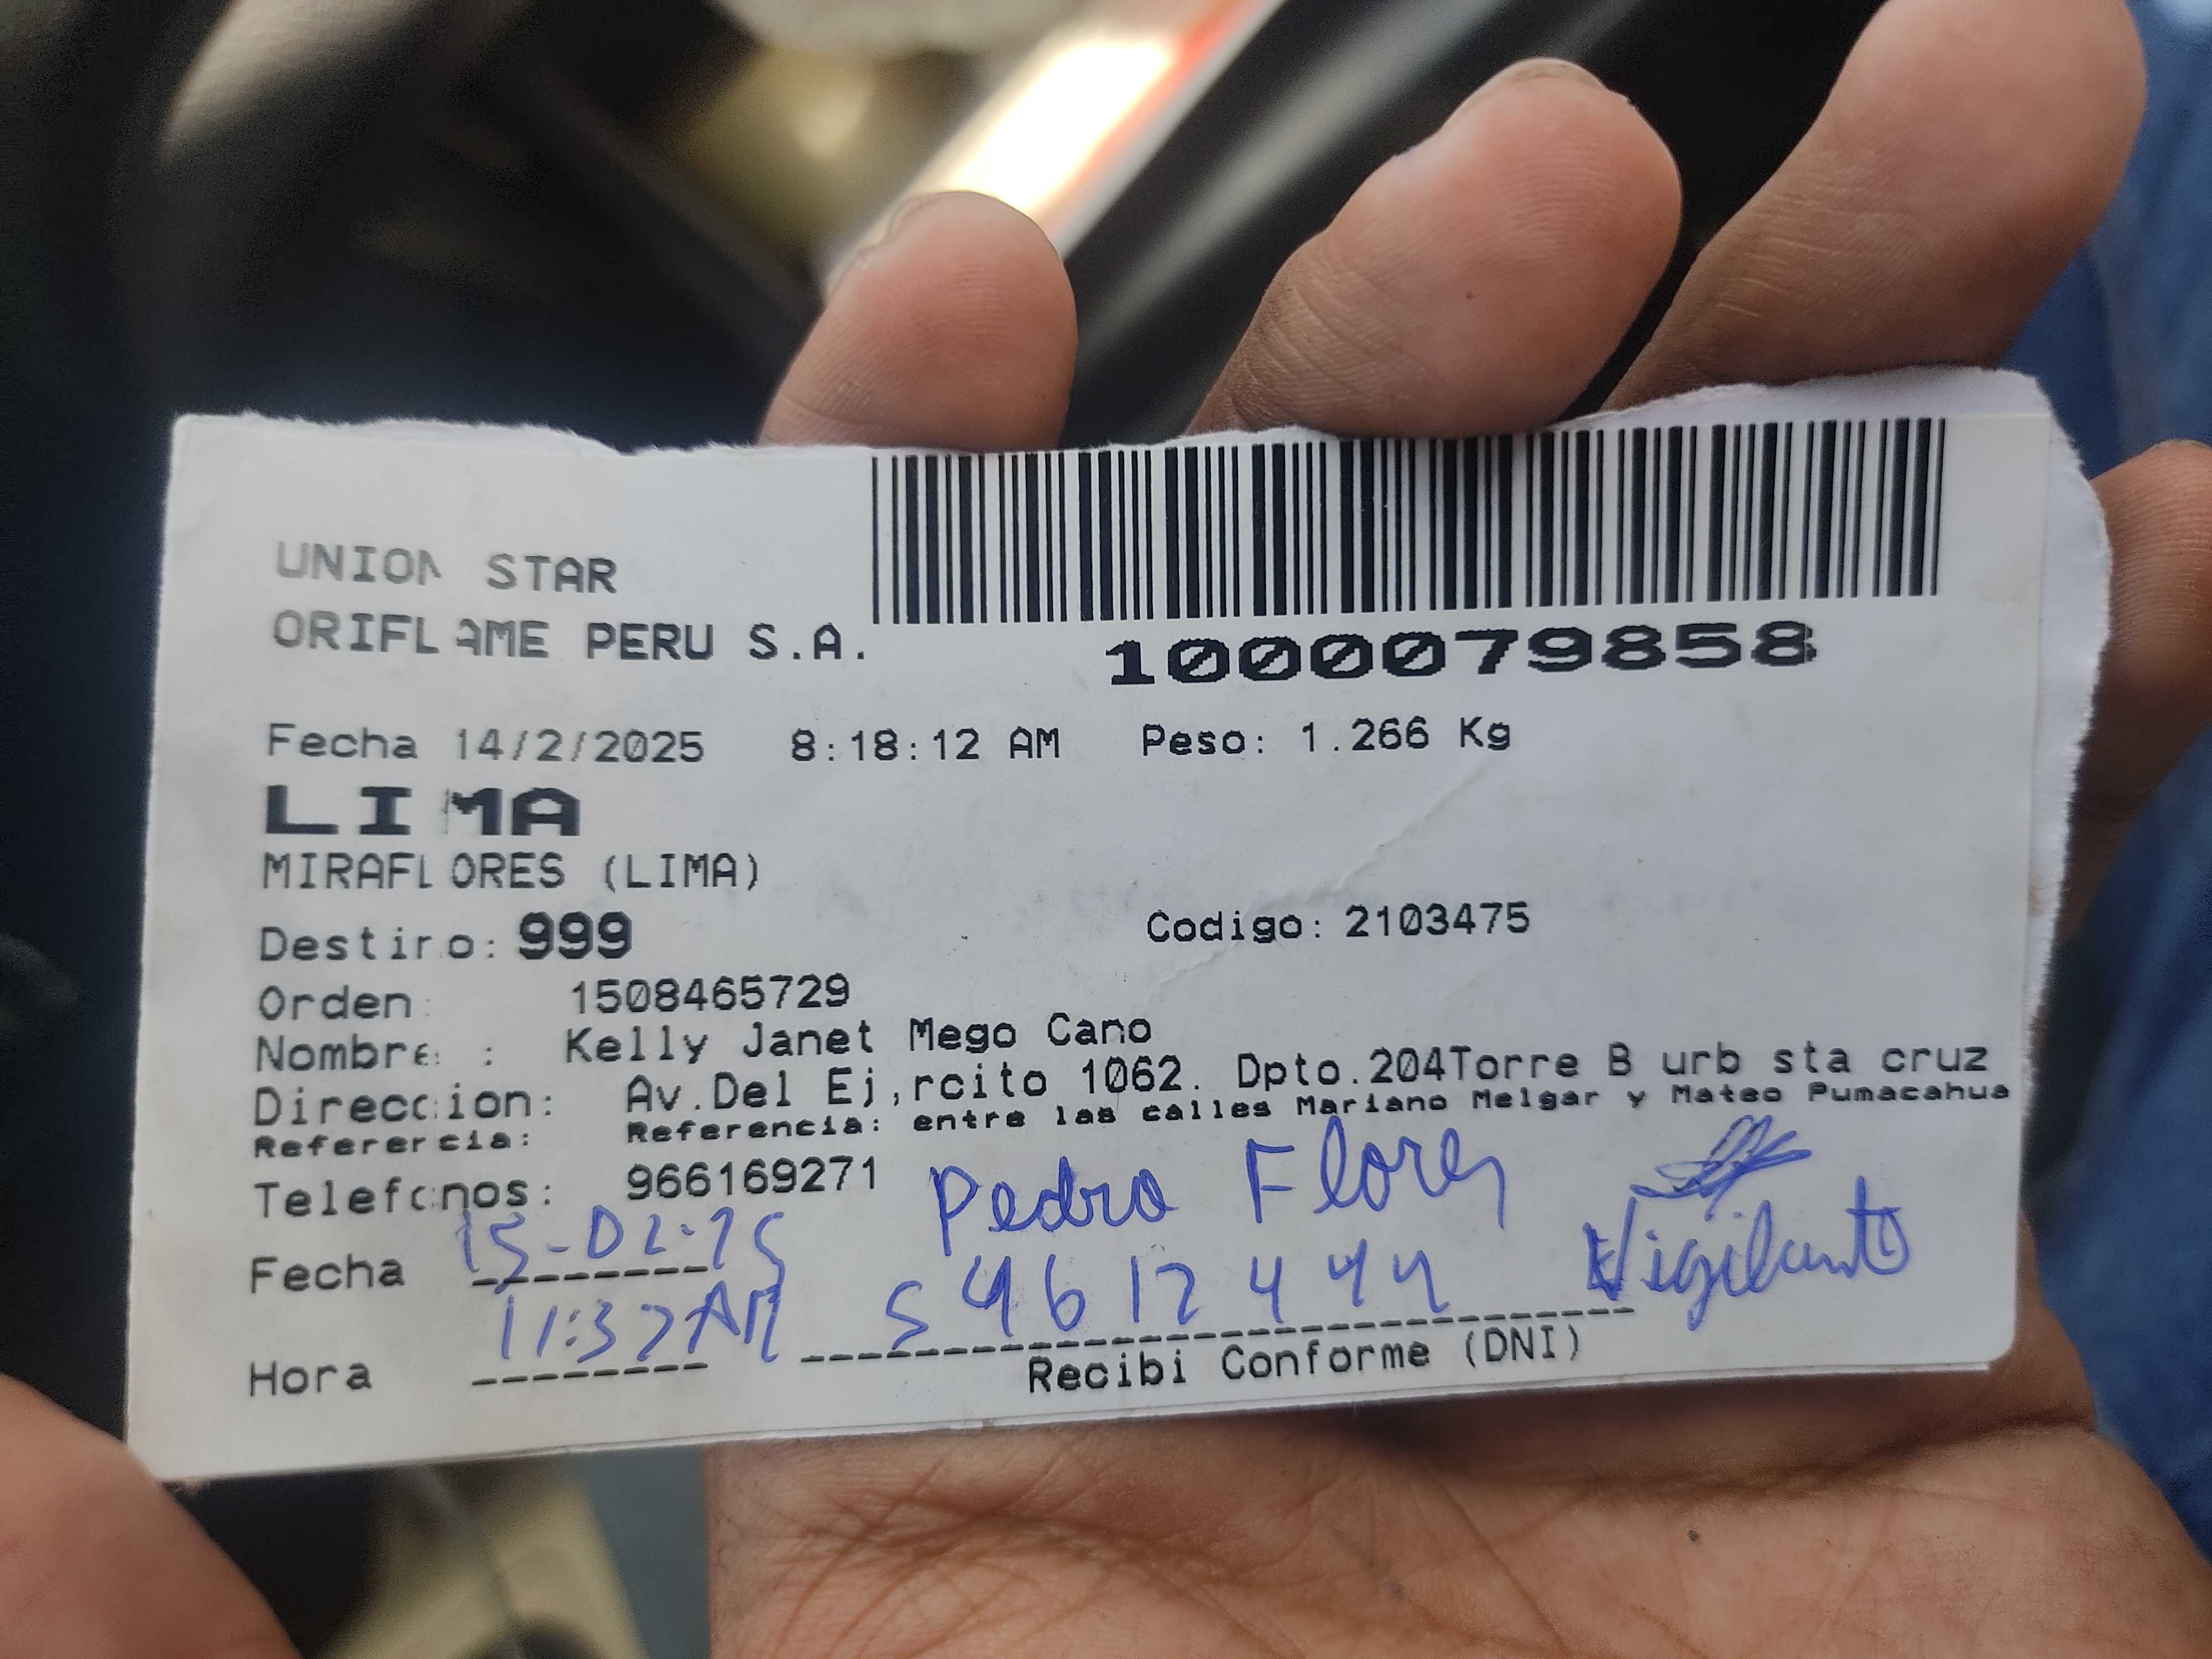 UNION STAR
ORIFLAME PERU S.A.
1000079858
Fecha 14/2/2025 8:18:12 AM Peso: 1.266 Kg
LIMA
MIRAFLORES (LIMA)
Destino: 999 Codigo: 2103475
Orden: 1508465729
Nombre: : Kelly Janet Mego Cano
Direccion: Av.Del Ej,rcito 1062. Dpto.204Torre B urb sta cruz
Referencia: Referencia: entre las calles Mariano Melgar y Mateo Pumacahua
Telefonos: 966169271 Pedro Flores
Fecha 15-02-25 Vigilante
Hora 11:37AM
Recibi Conforme (DNI)